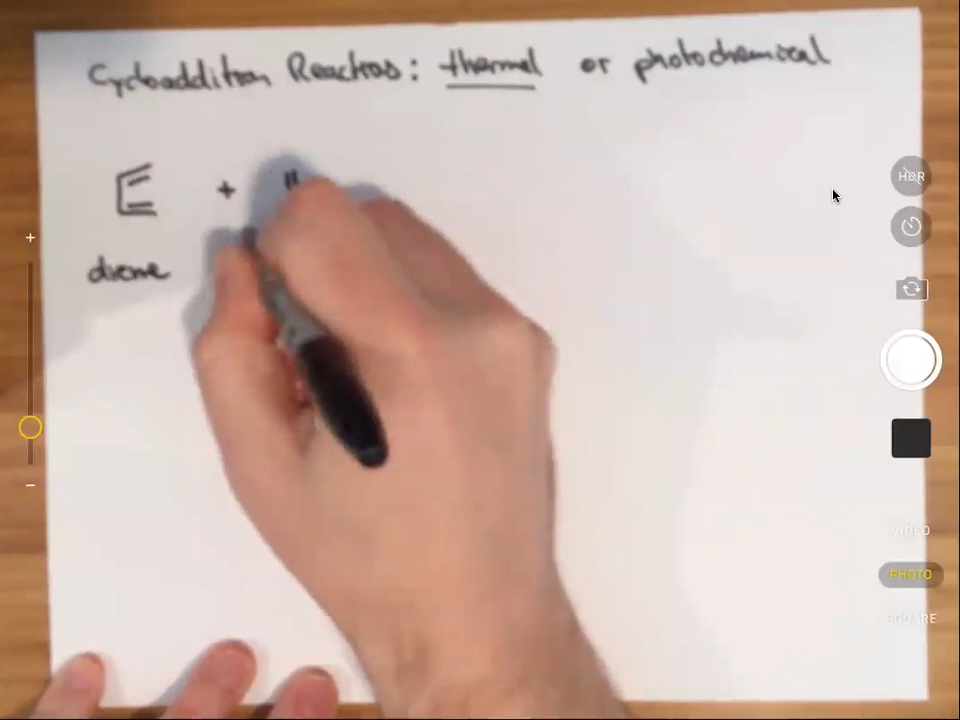 Cycloaddition Reactions: thermal or photochemical
+
diene
HDR
+
-
VIDEO
PHOTO
SQUARE